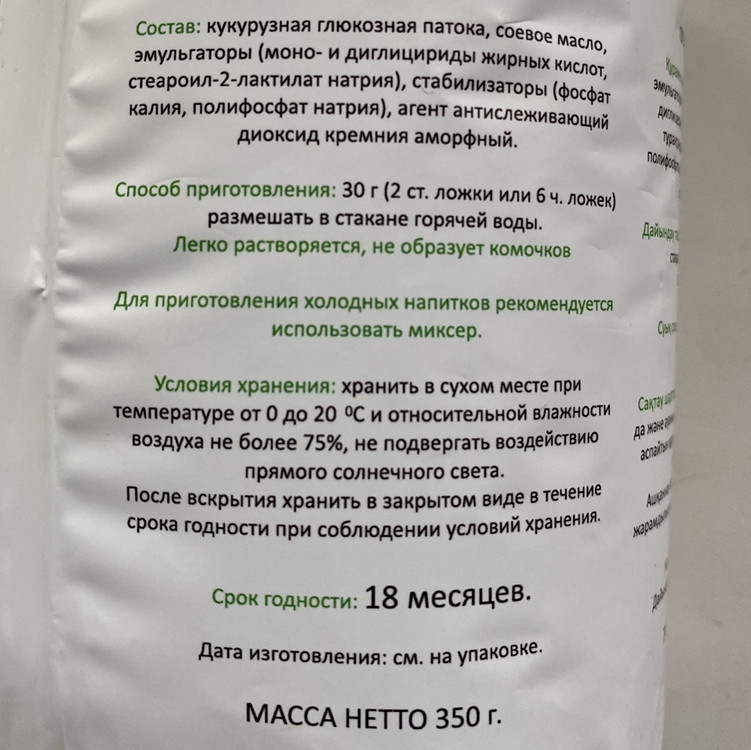 Состав: кукурузная глюкозная патока, соевое масло,
эмульгаторы (моно- и диглицириды жирных кислот,
стеароил-2-лактилат натрия), стабилизаторы (фосфат
калия, полифосфат натрия), агент антислеживающий
диоксид кремния аморфный.
Способ приготовления: 30 г (2 ст. ложки или 6 ч. ложек)
размешать в стакане горячей воды.
Легко растворяется, не образует комочков
Для приготовления холодных напитков рекомендуется
использовать миксер.
Условия хранения: хранить в сухом месте при
температуре от 0 до 20 ⁰С и относительной влажности
воздуха не более 75%, не подвергать воздействию
прямого солнечного света.
После вскрытия хранить в закрытом виде в течение
срока годности при соблюдении условий хранения.
Срок годности: 18 месяцев.
Дата изготовления: см. на упаковке.
МАССА НЕТТО 350 г.
Сақтау
да және